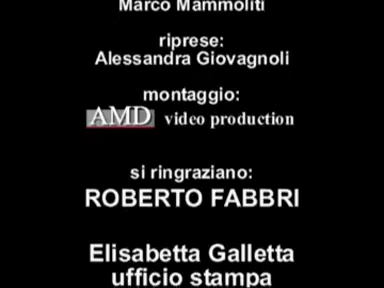 Marco Mammoliti
riprese:
Alessandra Giovagnoli
montaggio:
AMD video production
si ringraziano:
ROBERTO FABBRI
Elisabetta Galletta
ufficio stampa